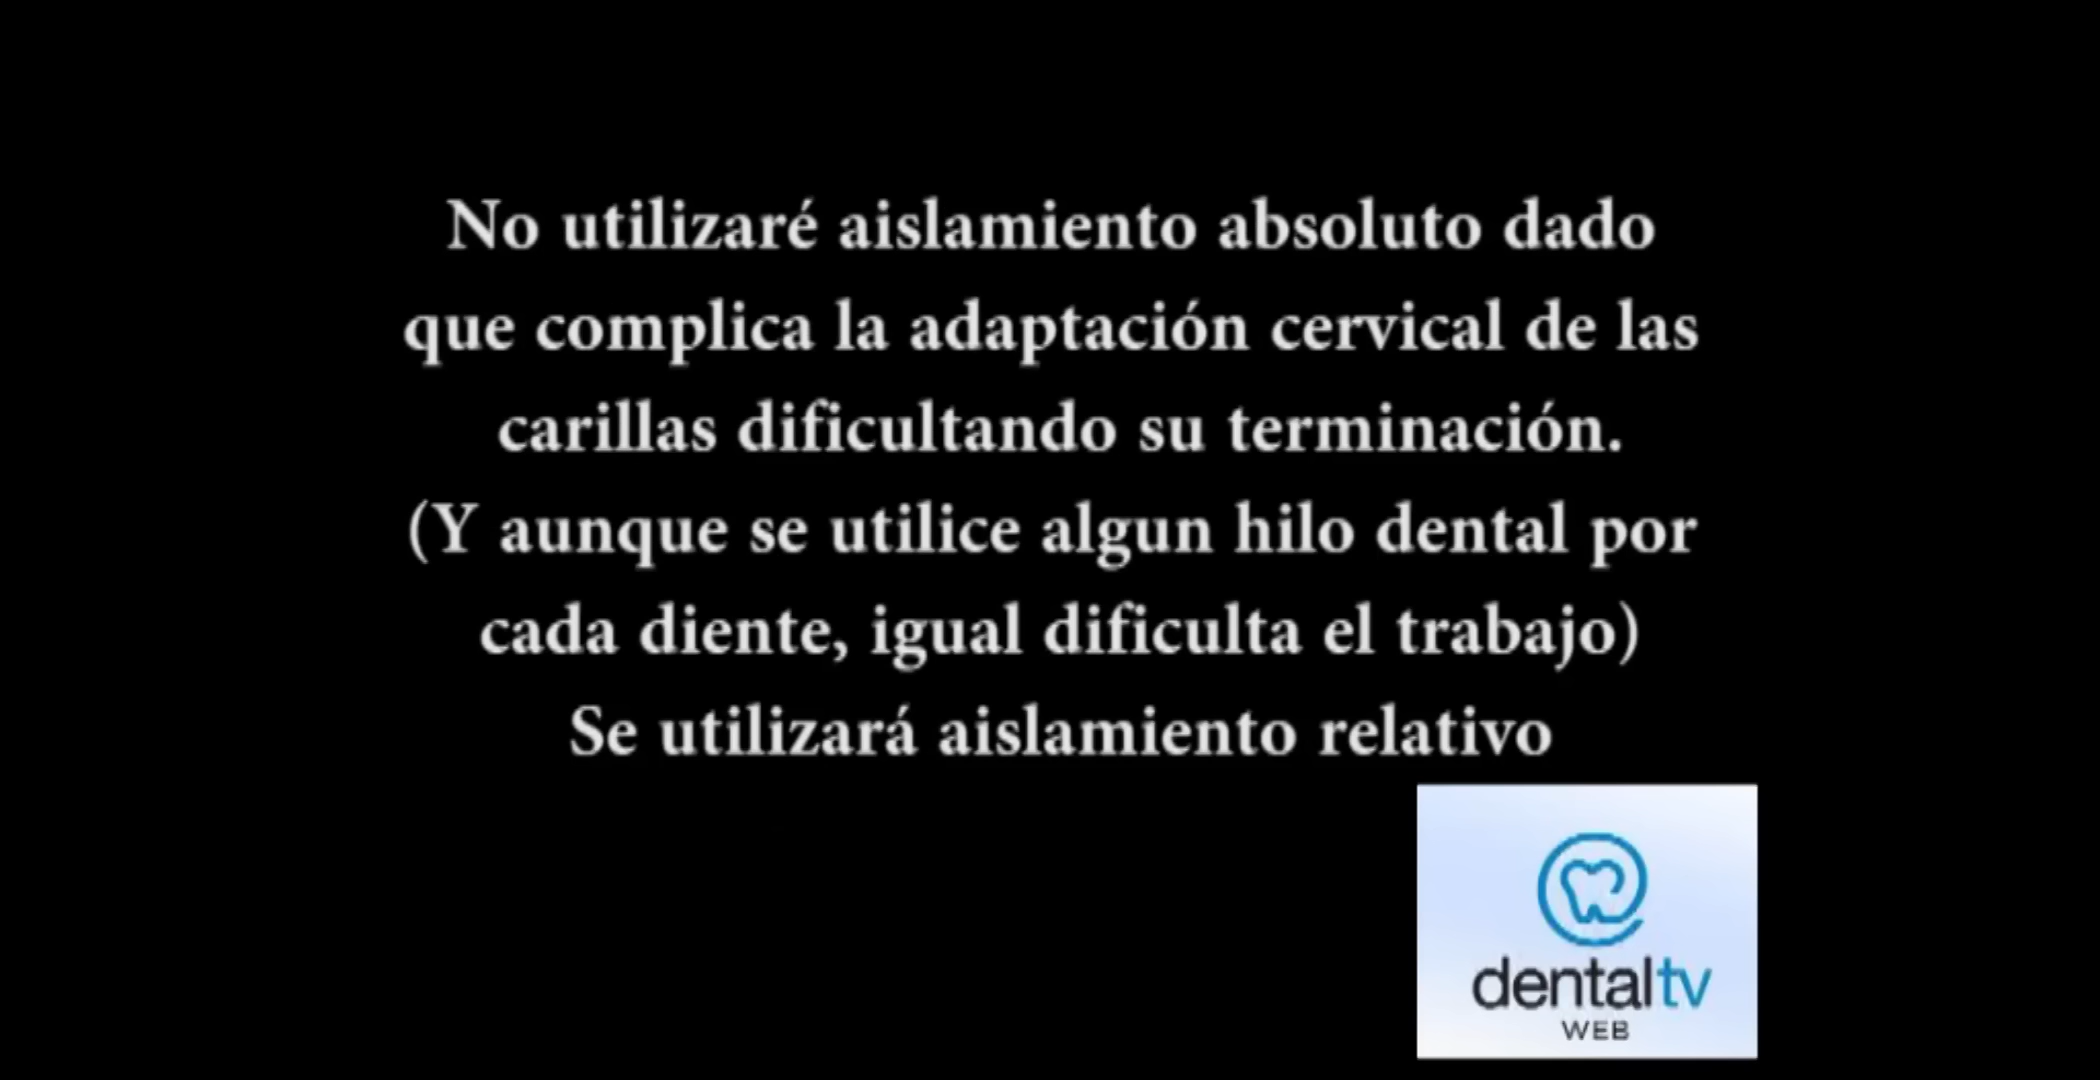 No utilizaré aislamiento absoluto dado
que complica la adaptación cervical de las
carillas dificultando su terminación.
(Y aunque se utilice algun hilo dental por
cada diente, igual dificulta el trabajo)
Se utilizará aislamiento relativo
dentaltv
WEB